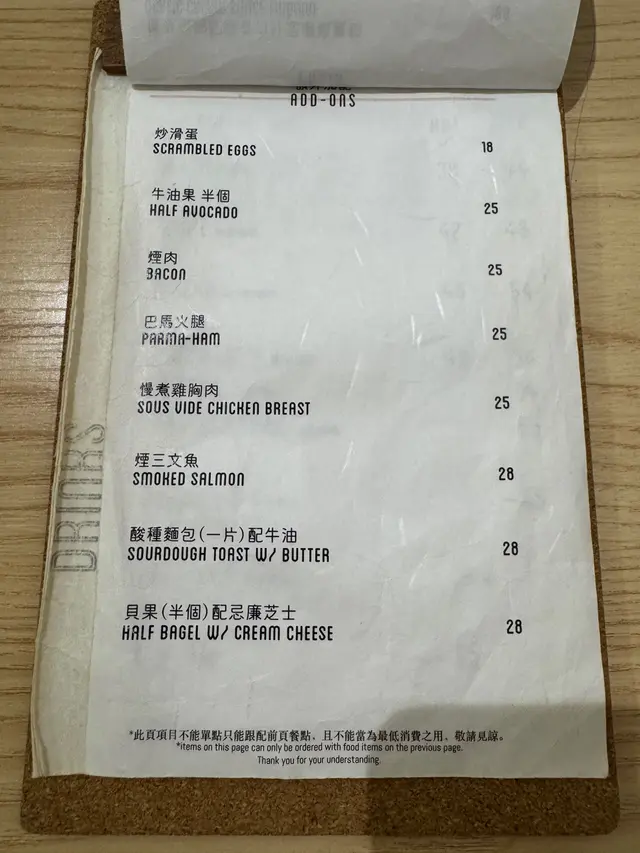 ADD-ONS
炒滑蛋
SCRAMBLED EGGS 18
牛油果 半個
HALF AVOCADO 25
煙肉
BACON 25
巴馬火腿
PARMA-HAM 25
慢煮雞胸肉
SOUS VIDE CHICKEN BREAST 25
煙三文魚
SMOKED SALMON 28
酸種麵包(一片)配牛油
SOURDOUGH TOAST W/ BUTTER 28
貝果(半個)配忌廉芝士
HALF BAGEL W/ CREAM CHEESE 28
*此頁項目不能單點只能跟配前頁餐點、且不能當為最低消費之用、敬請見諒。
*items on this page can only be ordered with food items on the previous page.
Thank you for your understanding.
DRINKS